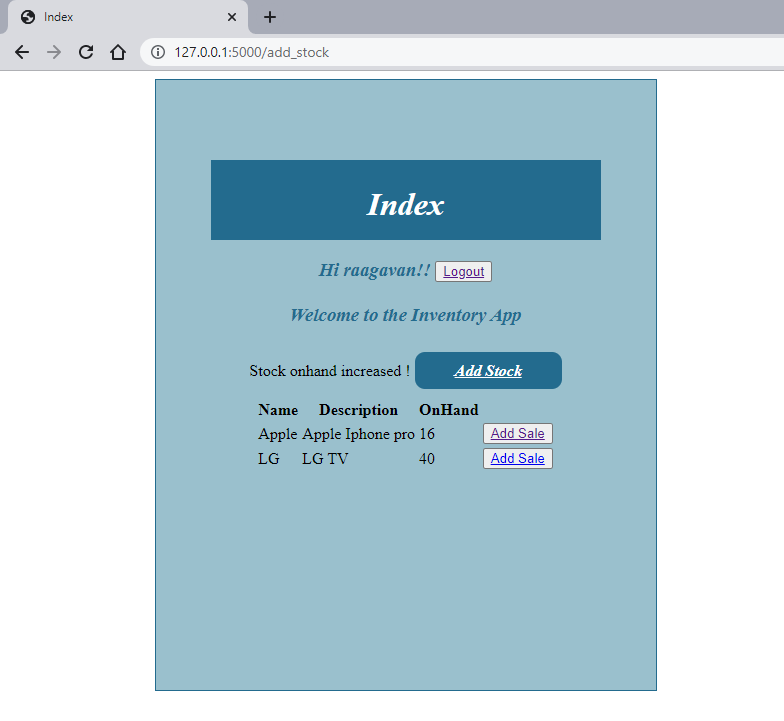 Index
127.0.0.1:5000/add_stock
Index
Hi raagavan!! Logout
Welcome to the Inventory App
Stock onhand increased ! Add Stock
Name Description OnHand
Apple Apple Iphone pro 16 Add Sale
LG LG TV 40 Add Sale